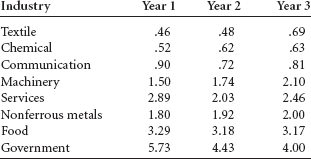 Industry Year 1 Year 2 Year 3
Textile .46 .48 .69
Chemical .52 .62 .63
Communication .90 .72 .81
Machinery 1.50 1.74 2.10
Services 2.89 2.03 2.46
Nonferrous metals 1.80 1.92 2.00
Food 3.29 3.18 3.17
Government 5.73 4.43 4.00